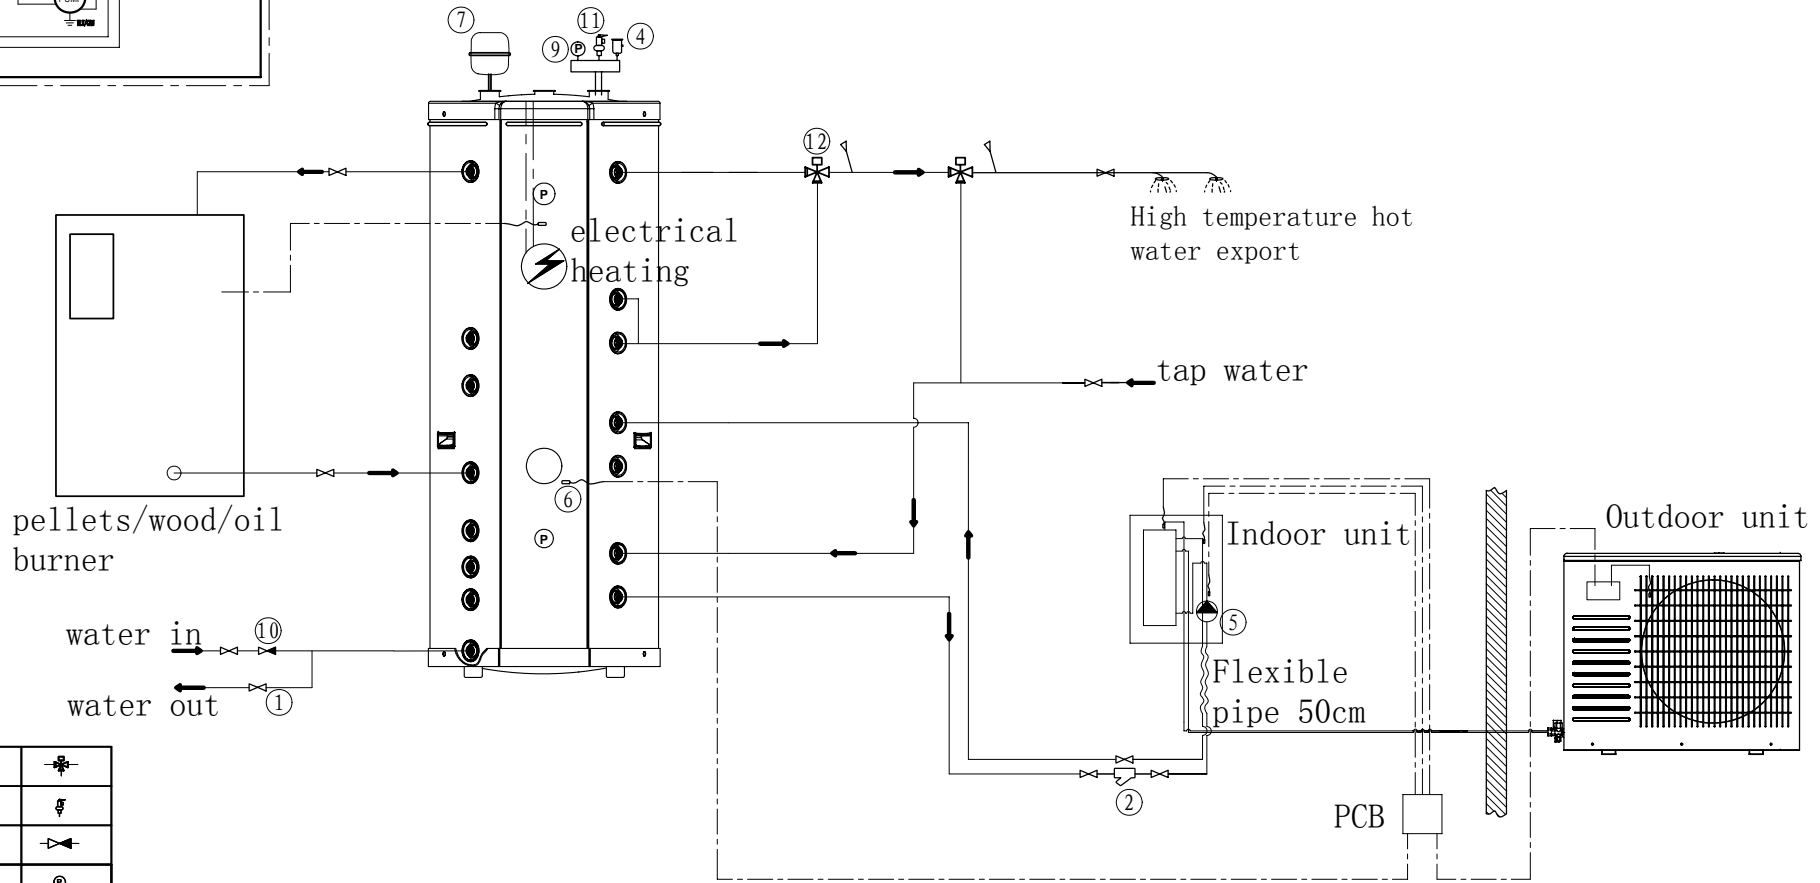 7
11
9
P
4
12
P
electrical
heating
High temperature hot
water export
tap water
6
P
pellets/wood/oil
burner
Indoor unit
Outdoor unit
5
water in
10
Flexible
pipe 50cm
water out
1
2
PCB
P